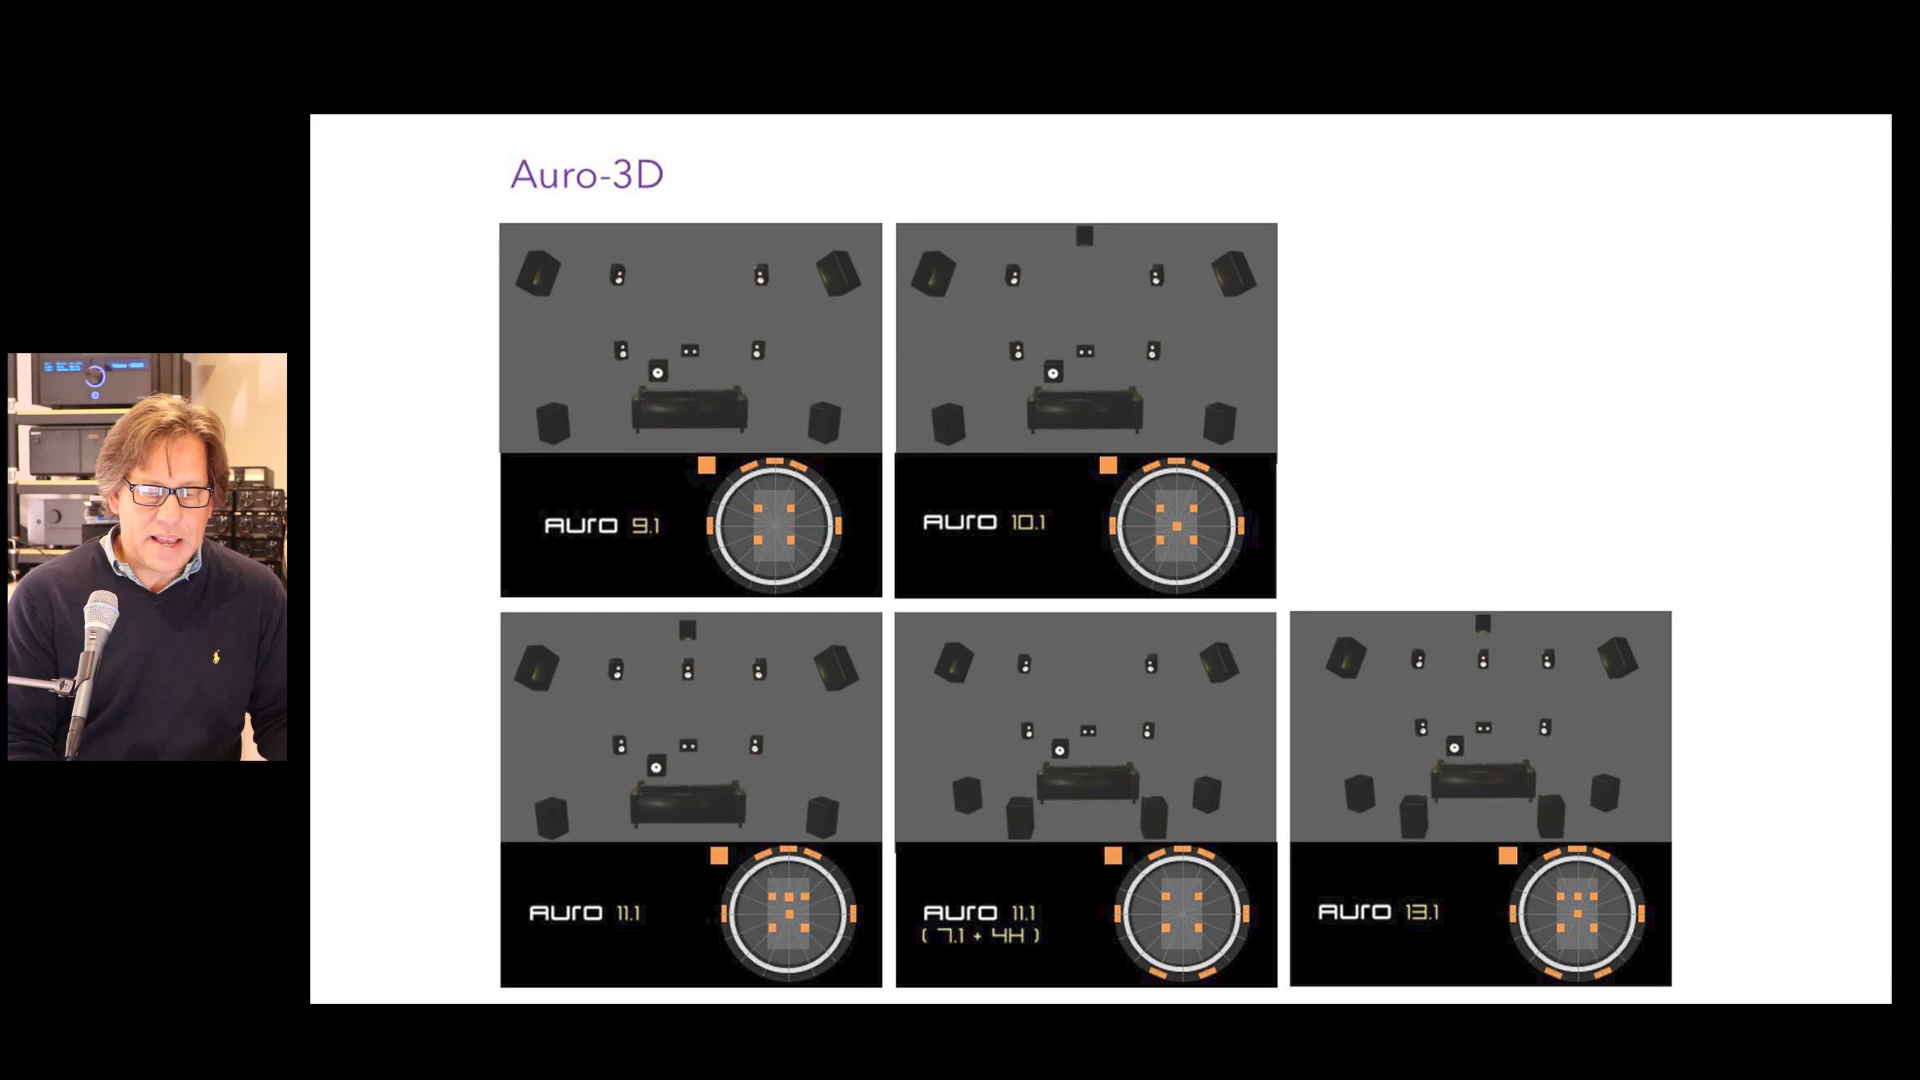 Auro-3D
AURO 9.1
AURO 10.1
AURO 11.1
AURO 11.1
( 7.1 + 4H )
AURO 13.1